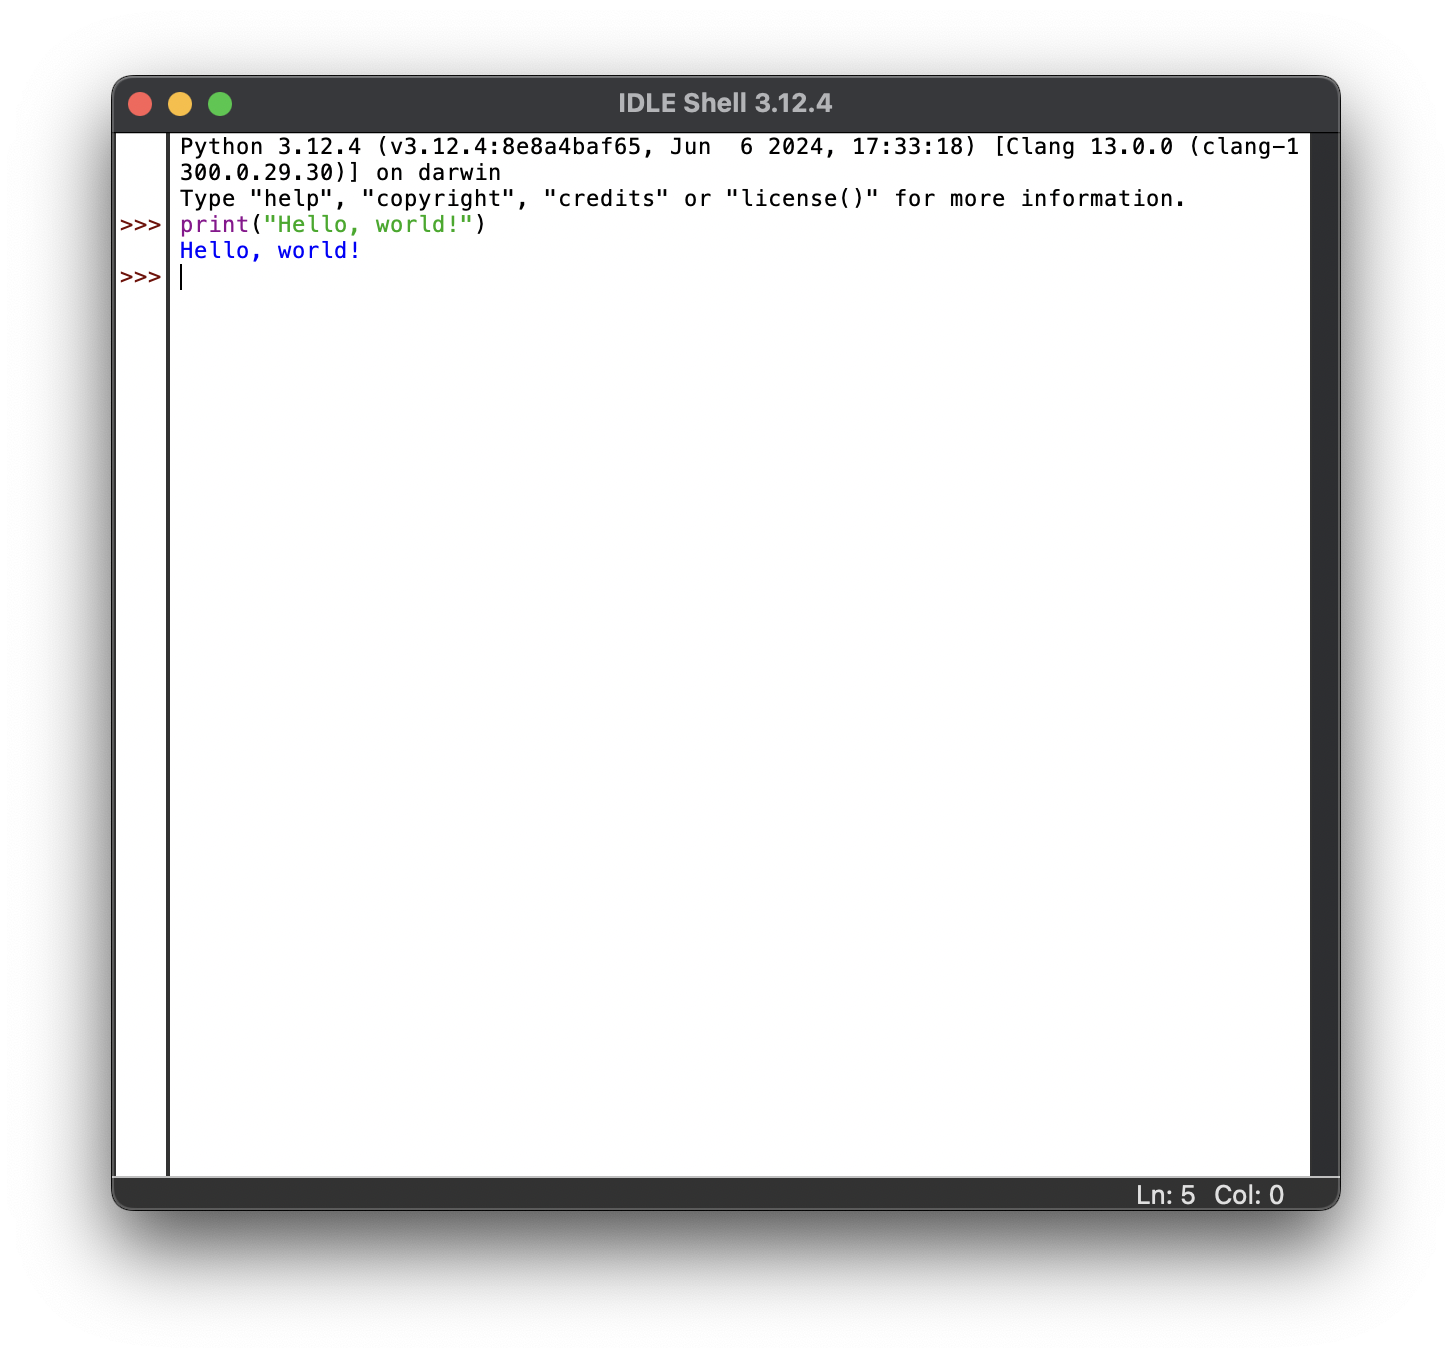 IDLE Shell 3.12.4
Python 3.12.4 (v3.12.4:8e8a4baf65, Jun  6 2024, 17:33:18) [Clang 13.0.0 (clang-1
300.0.29.30)] on darwin
Type "help", "copyright", "credits" or "license()" for more information.
>>> print("Hello, world!")
Hello, world!
>>>
Ln: 5 Col: 0